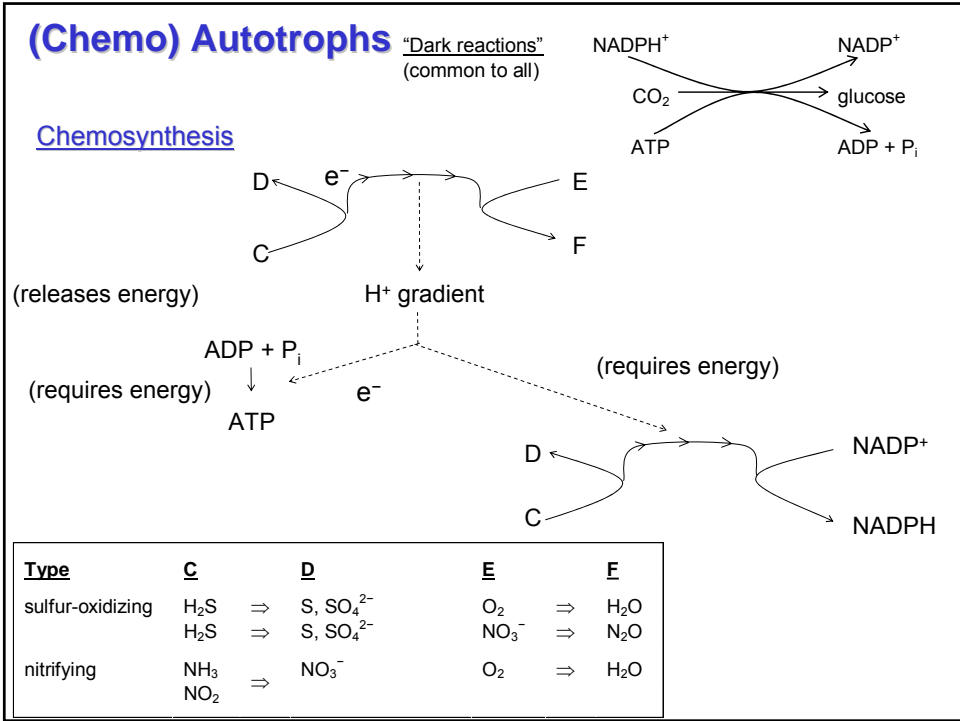 (Chemo) Autotrophs "Dark reactions"
(common to all)
NADPH⁺ NADP⁺
CO₂ glucose
ATP ADP + Pᵢ
Chemosynthesis
D e⁻ E
C F
(releases energy) H⁺ gradient
ADP + Pᵢ
(requires energy) e⁻ (requires energy)
ATP
D NADP⁺
C NADPH
Type C D E F
sulfur-oxidizing H₂S ⇒ S, SO₄²⁻ O₂ ⇒ H₂O
H₂S ⇒ S, SO₄²⁻ NO₃⁻ ⇒ N₂O
nitrifying NH₃ ⇒ NO₃⁻ O₂ ⇒ H₂O
NO₂